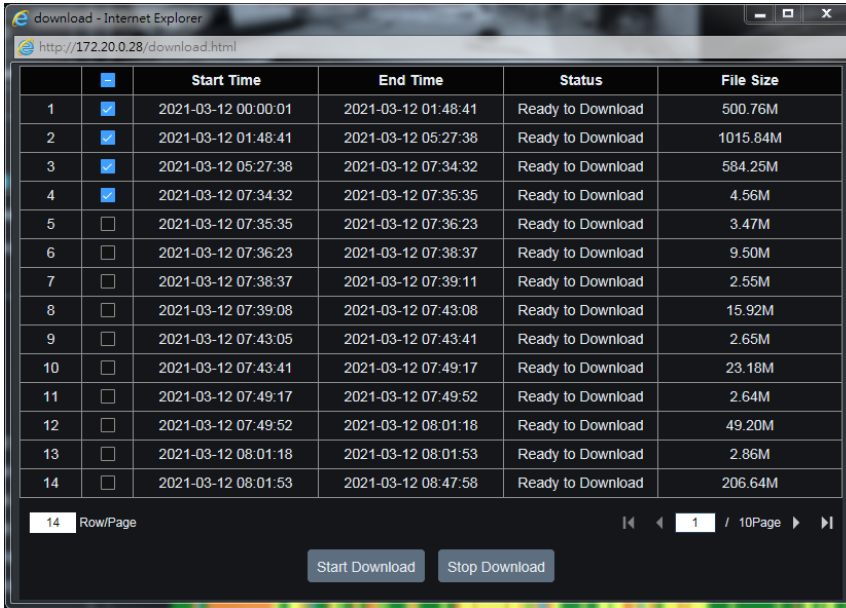 download - Internet Explorer
http://172.20.0.28/download.html
Start Time End Time Status File Size
1 2021-03-12 00:00:01 2021-03-12 01:48:41 Ready to Download 500.76M
2 2021-03-12 01:48:41 2021-03-12 05:27:38 Ready to Download 1015.84M
3 2021-03-12 05:27:38 2021-03-12 07:34:32 Ready to Download 584.25M
4 2021-03-12 07:34:32 2021-03-12 07:35:35 Ready to Download 4.56M
5 2021-03-12 07:35:35 2021-03-12 07:36:23 Ready to Download 3.47M
6 2021-03-12 07:36:23 2021-03-12 07:38:37 Ready to Download 9.50M
7 2021-03-12 07:38:37 2021-03-12 07:39:11 Ready to Download 2.55M
8 2021-03-12 07:39:08 2021-03-12 07:43:08 Ready to Download 15.92M
9 2021-03-12 07:43:05 2021-03-12 07:43:41 Ready to Download 2.65M
10 2021-03-12 07:43:41 2021-03-12 07:49:17 Ready to Download 23.18M
11 2021-03-12 07:49:17 2021-03-12 07:49:52 Ready to Download 2.64M
12 2021-03-12 07:49:52 2021-03-12 08:01:18 Ready to Download 49.20M
13 2021-03-12 08:01:18 2021-03-12 08:01:53 Ready to Download 2.86M
14 2021-03-12 08:01:53 2021-03-12 08:47:58 Ready to Download 206.64M
14 Row/Page 1 / 10Page
Start Download Stop Download